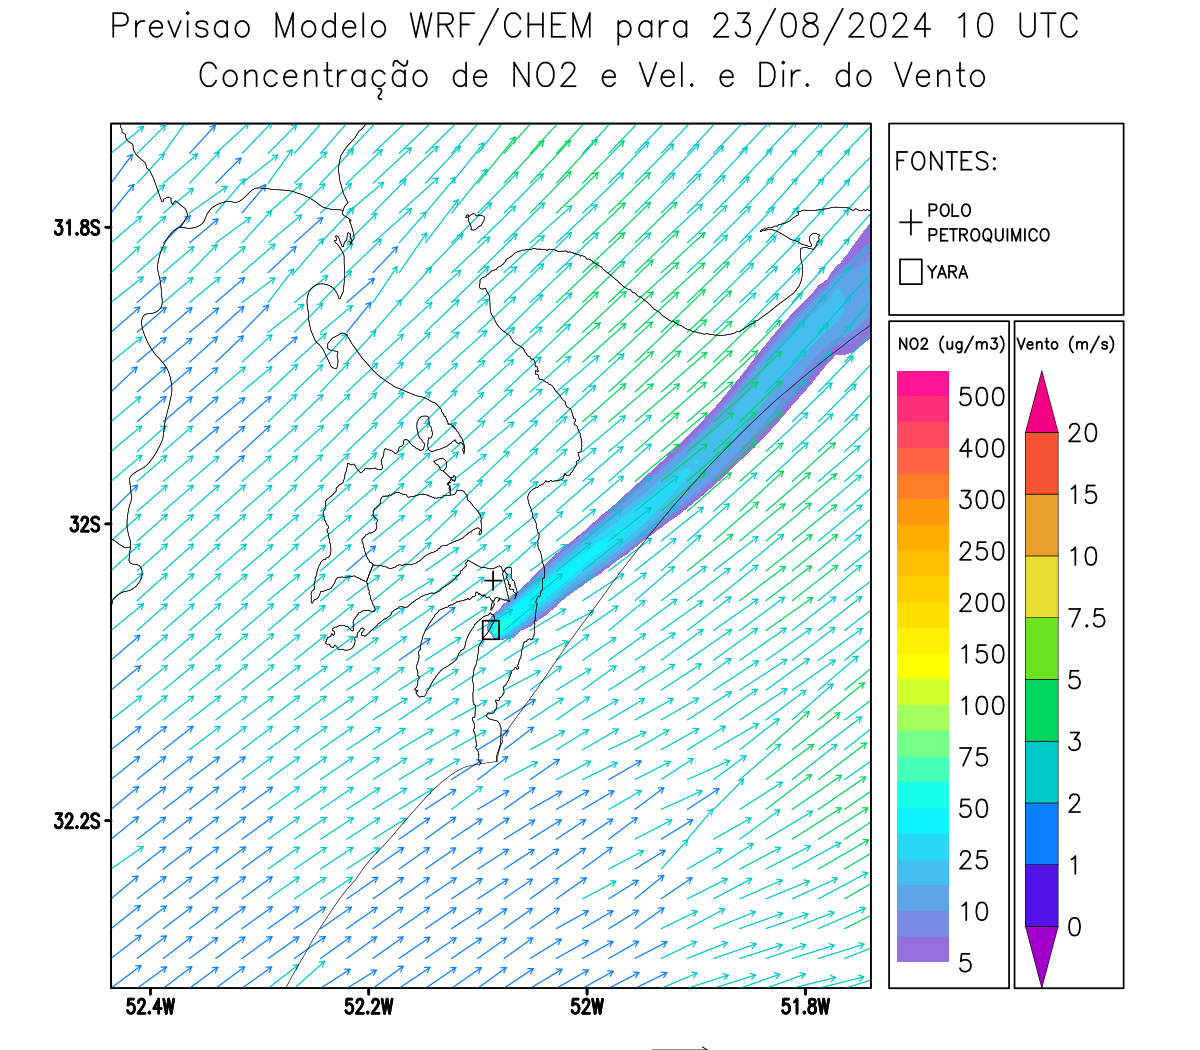 Previsao Modelo WRF/CHEM para 23/08/2024 10 UTC
Concentração de NO2 e Vel. e Dir. do Vento
FONTES:
POLO
PETROQUIMICO
YARA
NO2 (ug/m3)
500
400
300
250
200
150
100
75
50
25
10
5
Vento (m/s)
20
15
10
7.5
5
3
2
1
0
31.8S
32S
32.2S
52.4W 52.2W 52W 51.8W